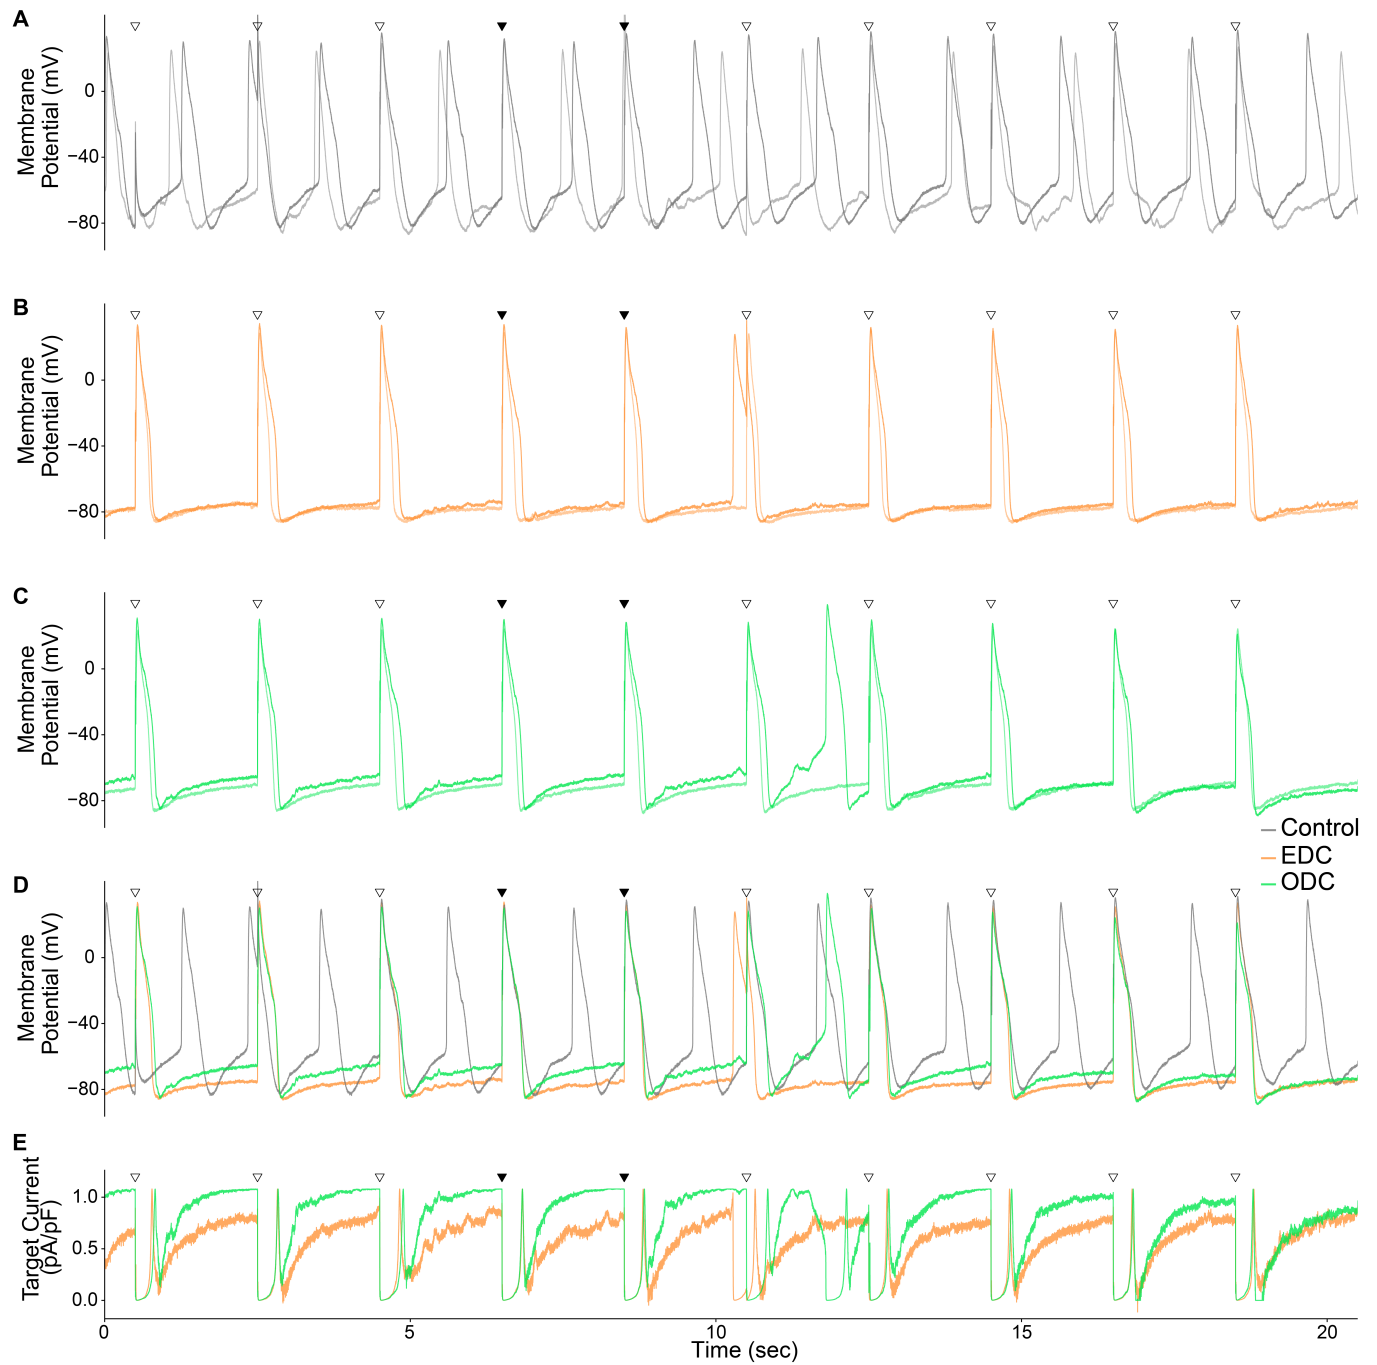 A
Membrane
Potential (mV)
0
−40
−80
B
Membrane
Potential (mV)
0
−40
−80
C
Membrane
Potential (mV)
0
−40
−80
Control
EDC
ODC
D
Membrane
Potential (mV)
0
−40
−80
E
Target Current
(pA/pF)
1.0
0.5
0.0
0
5
10
15
20
Time (sec)